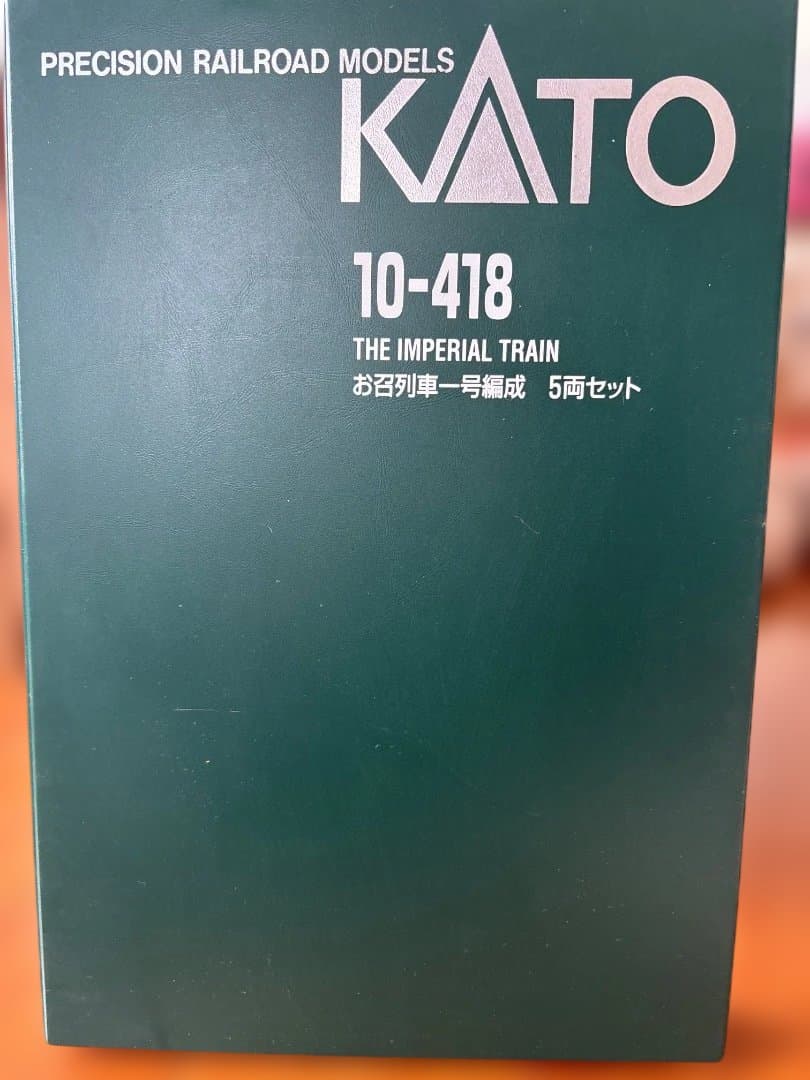 PRECISION RAILROAD MODELS
KATO
10-418
THE IMPERIAL TRAIN
お召列車一号編成 5両セット